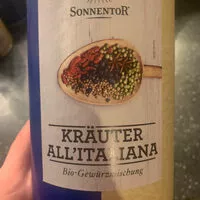 SONNENTOR
KRÄUTER
ALL'ITALIANA
Bio-Gewürzmischung